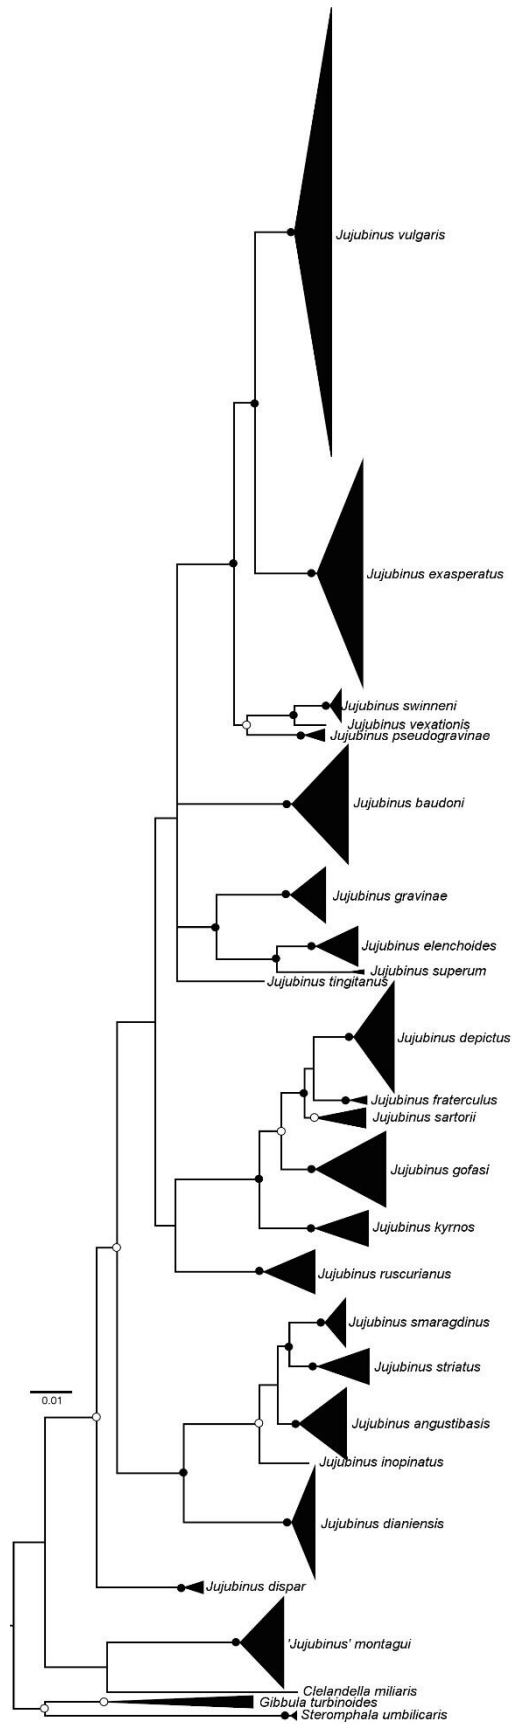 Jujubinus vulgaris
Jujubinus exasperatus
Jujubinus swinneni
Jujubinus vexationis
Jujubinus pseudogravinae
Jujubinus baudoni
Jujubinus gravinae
Jujubinus elenchoides
Jujubinus superum
Jujubinus tingitanus
Jujubinus depictus
Jujubinus fraterculus
Jujubinus sartorii
Jujubinus gofasi
Jujubinus kyrnos
Jujubinus ruscurianus
Jujubinus smaragdinus
Jujubinus striatus
0.01
Jujubinus angustibasis
Jujubinus inopinatus
Jujubinus dianiensis
Jujubinus dispar
'Jujubinus' montagui
Clelandella miliaris
Gibbula turbinoides
Steromphala umbilicaris